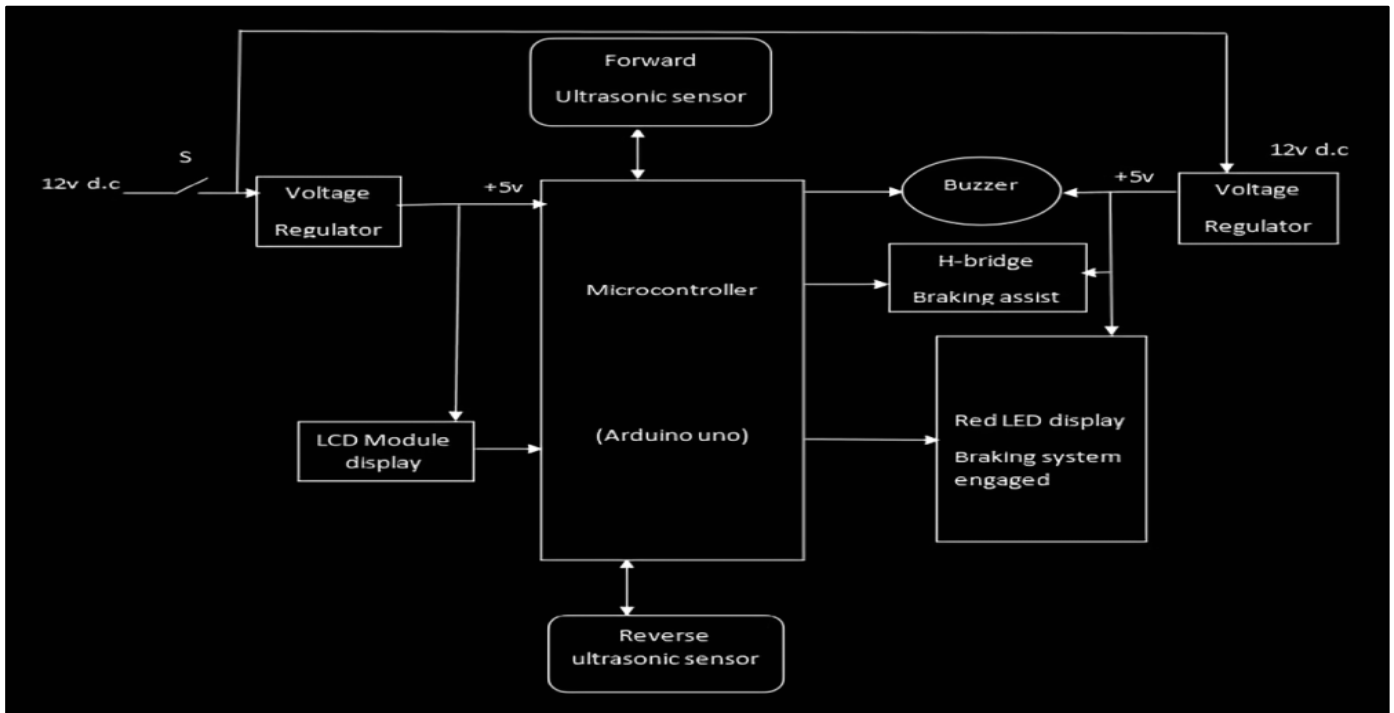 Forward
Ultrasonic sensor
S
12v d.c
12v d.c
Voltage
Regulator
+5v
Buzzer
+5v
Voltage
Regulator
H-bridge
Braking assist
Microcontroller
(Arduino uno)
LCD Module
display
Red LED display
Braking system
engaged
Reverse
ultrasonic sensor